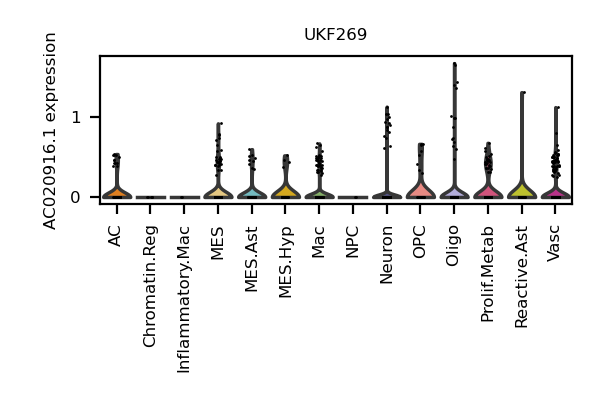 UKF269
AC020916.1 expression
1
0
AC
Chromatin.Reg
Inflammatory.Mac
MES
MES.Ast
MES.Hyp
Mac
NPC
Neuron
OPC
Oligo
Prolif.Metab
Reactive.Ast
Vasc